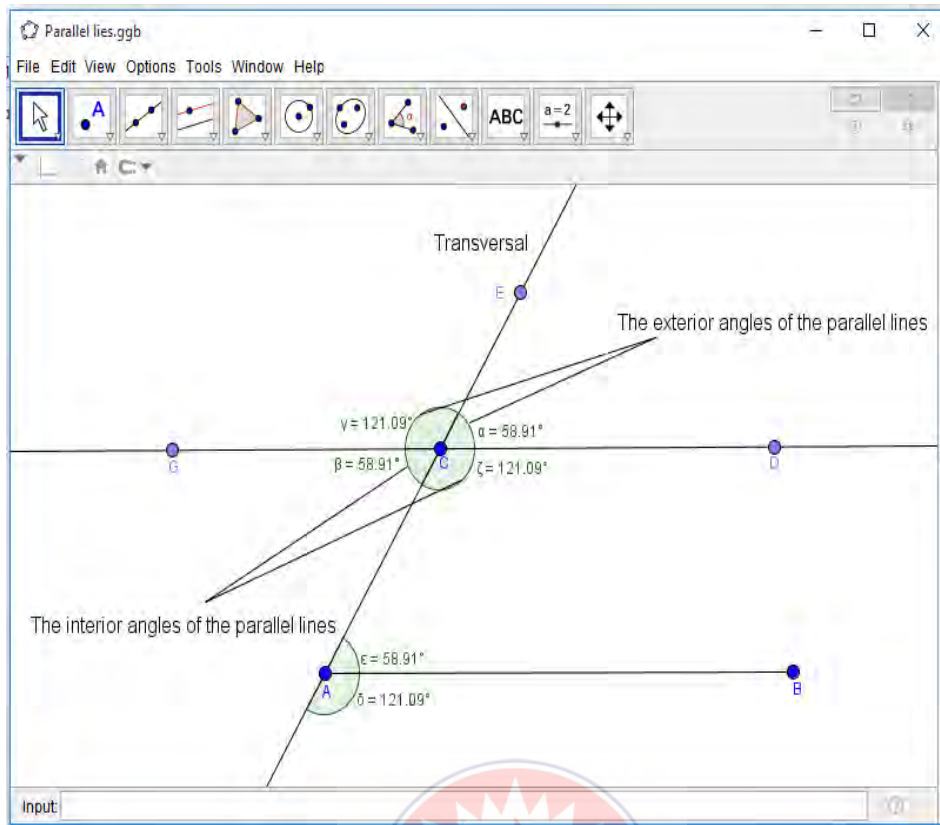 Parallel lies.ggb
File Edit View Options Tools Window Help
A
α
ABC
a=2
Transversal
E
The exterior angles of the parallel lines
γ = 121.09°
α = 58.91°
G
C
D
β = 58.91°
ζ = 121.09°
The interior angles of the parallel lines
ε = 58.91°
A
B
δ = 121.09°
Input: